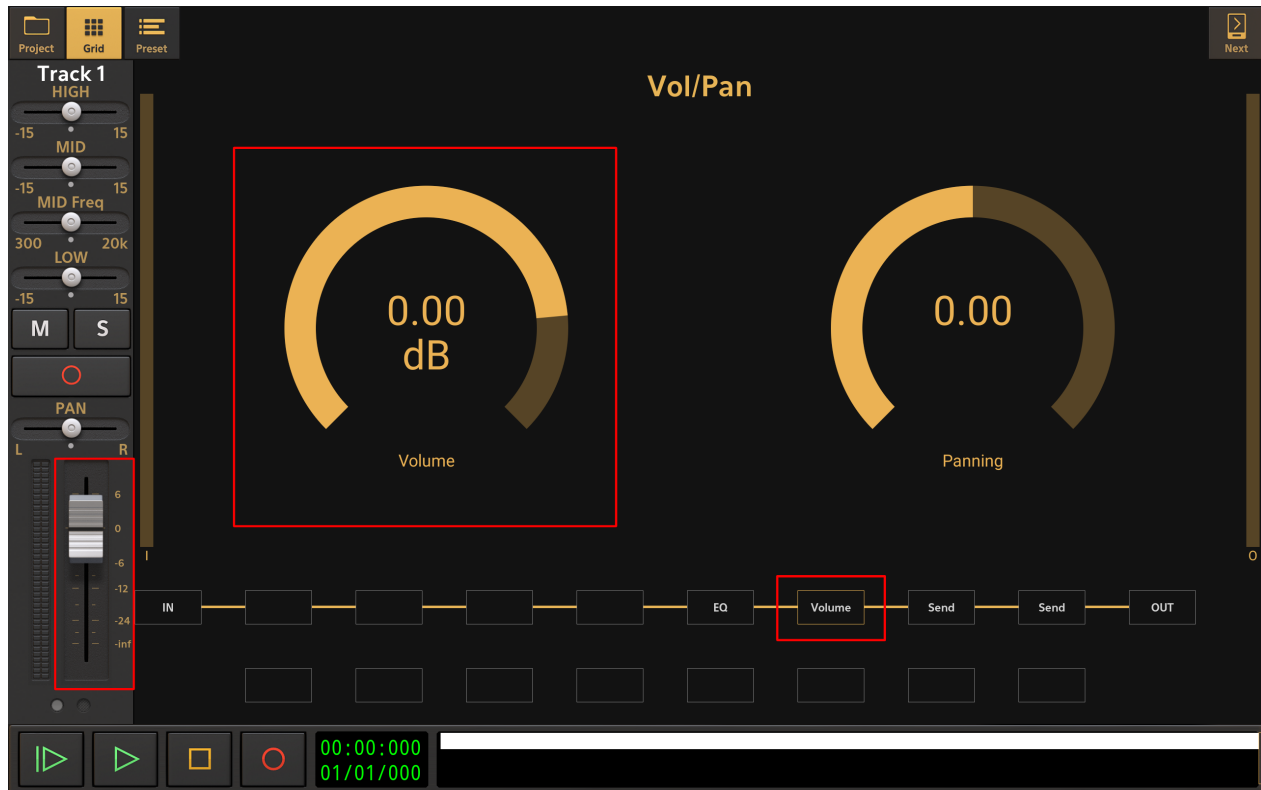 Project Grid Preset Next
Track 1
HIGH
-15 15
MID
-15 15
MID Freq
300 20k
LOW
-15 15
M S
PAN
L R
6
0
-6
-12
-24
-inf
Vol/Pan
0.00
dB
Volume
0.00
Panning
I O
IN EQ Volume Send Send OUT
00:00:000
01/01/000